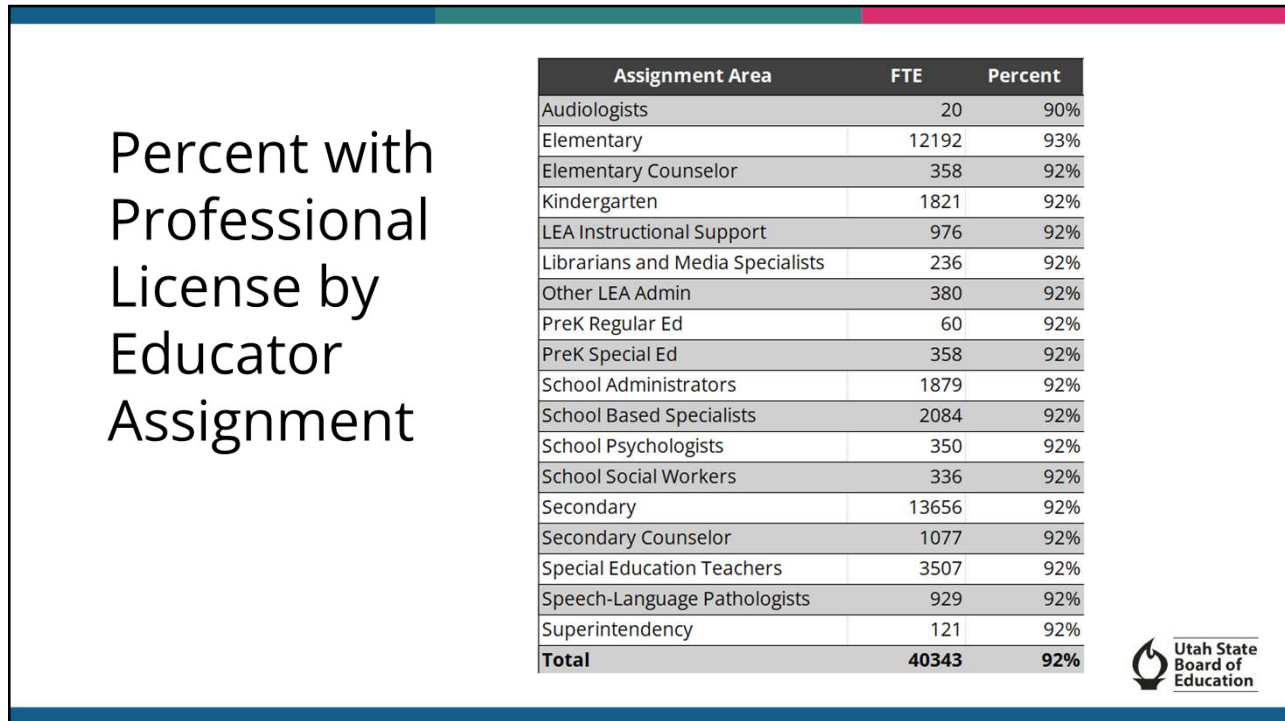 Percent with
Professional
License by
Educator
Assignment
Assignment Area FTE Percent
Audiologists 20 90%
Elementary 12192 93%
Elementary Counselor 358 92%
Kindergarten 1821 92%
LEA Instructional Support 976 92%
Librarians and Media Specialists 236 92%
Other LEA Admin 380 92%
PreK Regular Ed 60 92%
PreK Special Ed 358 92%
School Administrators 1879 92%
School Based Specialists 2084 92%
School Psychologists 350 92%
School Social Workers 336 92%
Secondary 13656 92%
Secondary Counselor 1077 92%
Special Education Teachers 3507 92%
Speech-Language Pathologists 929 92%
Superintendency 121 92%
Total 40343 92%
Utah State
Board of
Education